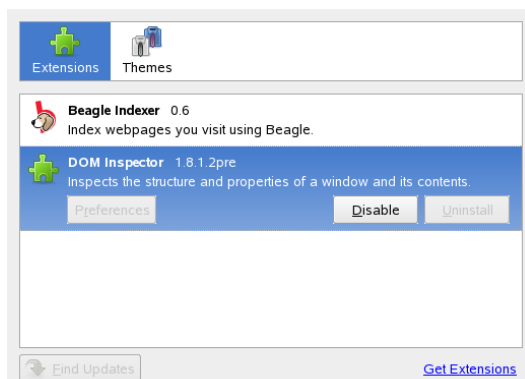 Extensions Themes
Beagle Indexer 0.6
Index webpages you visit using Beagle.
DOM Inspector 1.8.1.2pre
Inspects the structure and properties of a window and its contents.
Preferences Disable Uninstall
Find Updates Get Extensions